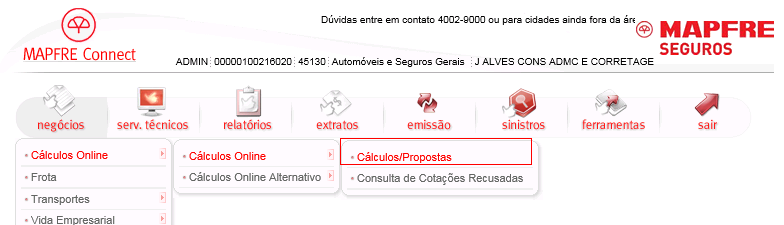 Dúvidas entre em contato 4002-9000 ou para cidades ainda fora da áre
MAPFRE Connect
MAPFRE
SEGUROS
ADMIN 00000100216020 45130 Automóveis e Seguros Gerais J ALVES CONS ADMC E CORRETAGE
negócios serv. técnicos relatórios extratos emissão sinistros ferramentas sair
Cálculos Online Cálculos Online Cálculos/Propostas
Frota Cálculos Online Alternativo Consulta de Cotações Recusadas
Transportes
Vida Empresarial